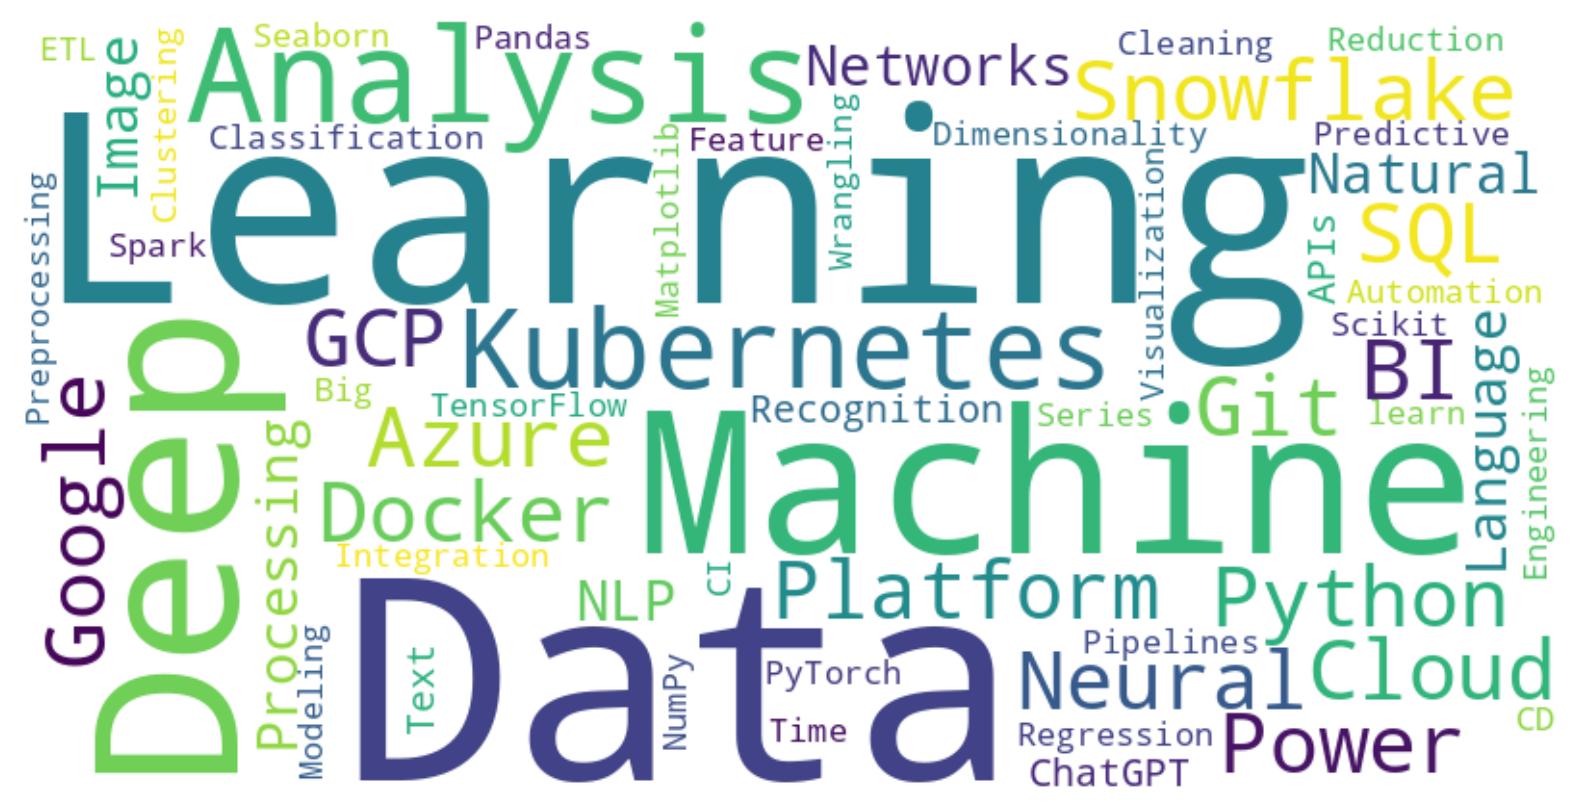 ETL
Image
Clustering
Analysis
Seaborn
Pandas
Networks
Cleaning
Reduction
Snowflake
Classification
Matplotlib
Feature
Wrangling
Dimensionality
Predictive
Learning
Visualization
Natural
Preprocessing
Spark
APIs
SQL
Automation
GCP
Kubernetes
Scikit
BI
Language
Google
Deep
Big
TensorFlow
Recognition
Series
Git
learn
Engineering
Azure
Machine
Processing
Docker
Integration
NLP
CI
Platform
Python
Modeling
Data
Text
NumPy
PyTorch
Time
Pipelines
Neural
Cloud
Regression
Power
CD
ChatGPT